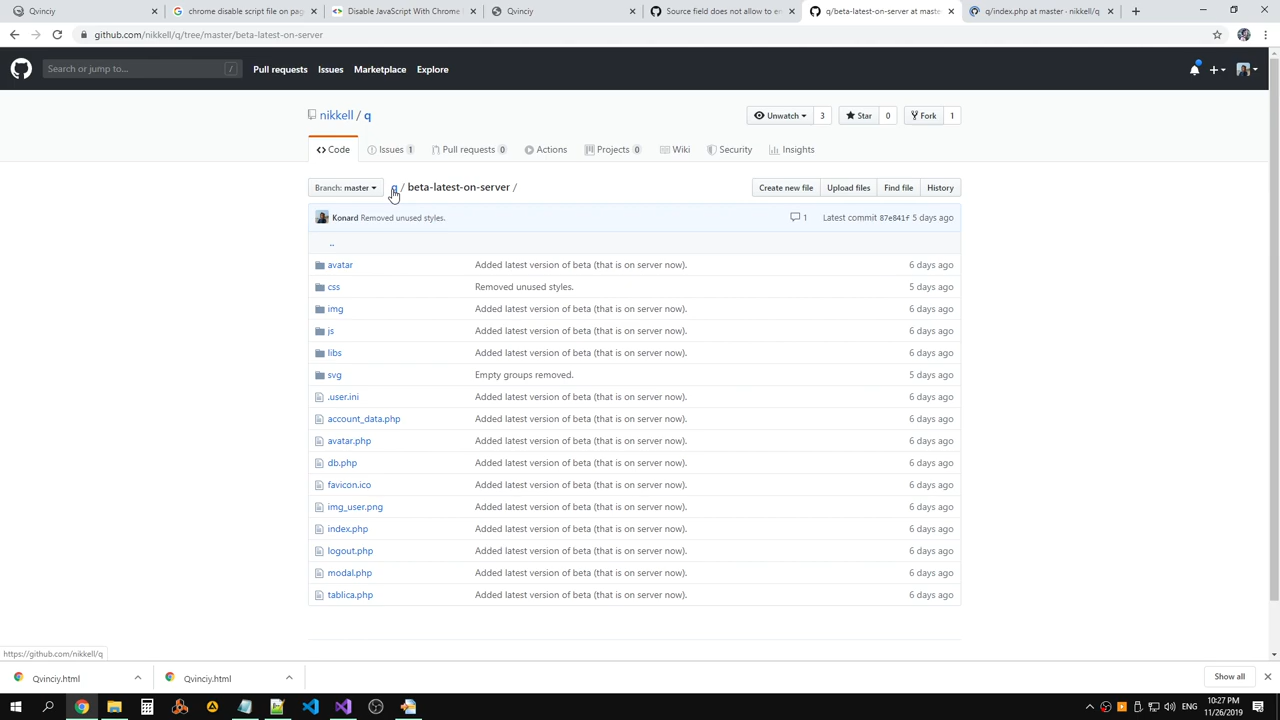 Qvinciy
chrome disable script file on pag
Disable JavaScript With Chrome
Qvinciy
Source field does not allow to en
q/beta-latest-on-server at maste
q/index.php at master · nikkell/q
github.com/nikkell/q/tree/master/beta-latest-on-server
Search or jump to...
/
Pull requests
Issues
Marketplace
Explore
nikkell / q
Unwatch 3
Star 0
Fork 1
Code
Issues 1
Pull requests 0
Actions
Projects 0
Wiki
Security
Insights
Branch: master
q / beta-latest-on-server /
Create new file
Upload files
Find file
History
Konard Removed unused styles.
1
Latest commit 87e841f 5 days ago
..
avatar Added latest version of beta (that is on server now). 6 days ago
css Removed unused styles. 5 days ago
img Added latest version of beta (that is on server now). 6 days ago
js Added latest version of beta (that is on server now). 6 days ago
libs Added latest version of beta (that is on server now). 6 days ago
svg Empty groups removed. 5 days ago
.user.ini Added latest version of beta (that is on server now). 6 days ago
account_data.php Added latest version of beta (that is on server now). 6 days ago
avatar.php Added latest version of beta (that is on server now). 6 days ago
db.php Added latest version of beta (that is on server now). 6 days ago
favicon.ico Added latest version of beta (that is on server now). 6 days ago
img_user.png Added latest version of beta (that is on server now). 6 days ago
index.php Added latest version of beta (that is on server now). 6 days ago
logout.php Added latest version of beta (that is on server now). 6 days ago
modal.php Added latest version of beta (that is on server now). 6 days ago
tablica.php Added latest version of beta (that is on server now). 6 days ago
https://github.com/nikkell/q
Qvinciy.html
Qvinciy.html
Show all
ENG
10:27 PM
11/26/2019